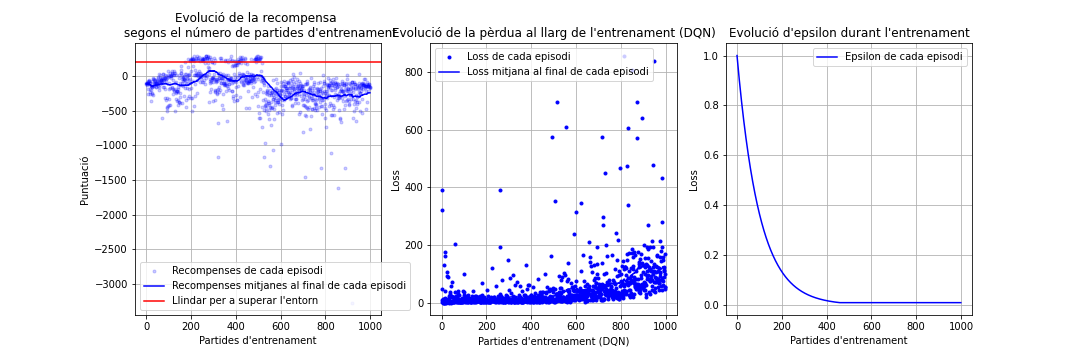 Evolució de la recompensa
segons el número de partides d'entrenament
Puntuació
0
−500
−1000
−1500
−2000
−2500
−3000
Recompenses de cada episodi
Recompenses mitjanes al final de cada episodi
Llindar per a superar l'entorn
0 200 400 600 800 1000
Partides d'entrenament
Evolució de la pèrdua al llarg de l'entrenament (DQN)
Loss de cada episodi
Loss mitjana al final de cada episodi
Loss
800
600
400
200
0
0 200 400 600 800 1000
Partides d'entrenament (DQN)
Evolució d'epsilon durant l'entrenament
Epsilon de cada episodi
Loss
1.0
0.8
0.6
0.4
0.2
0.0
0 200 400 600 800 1000
Partides d'entrenament